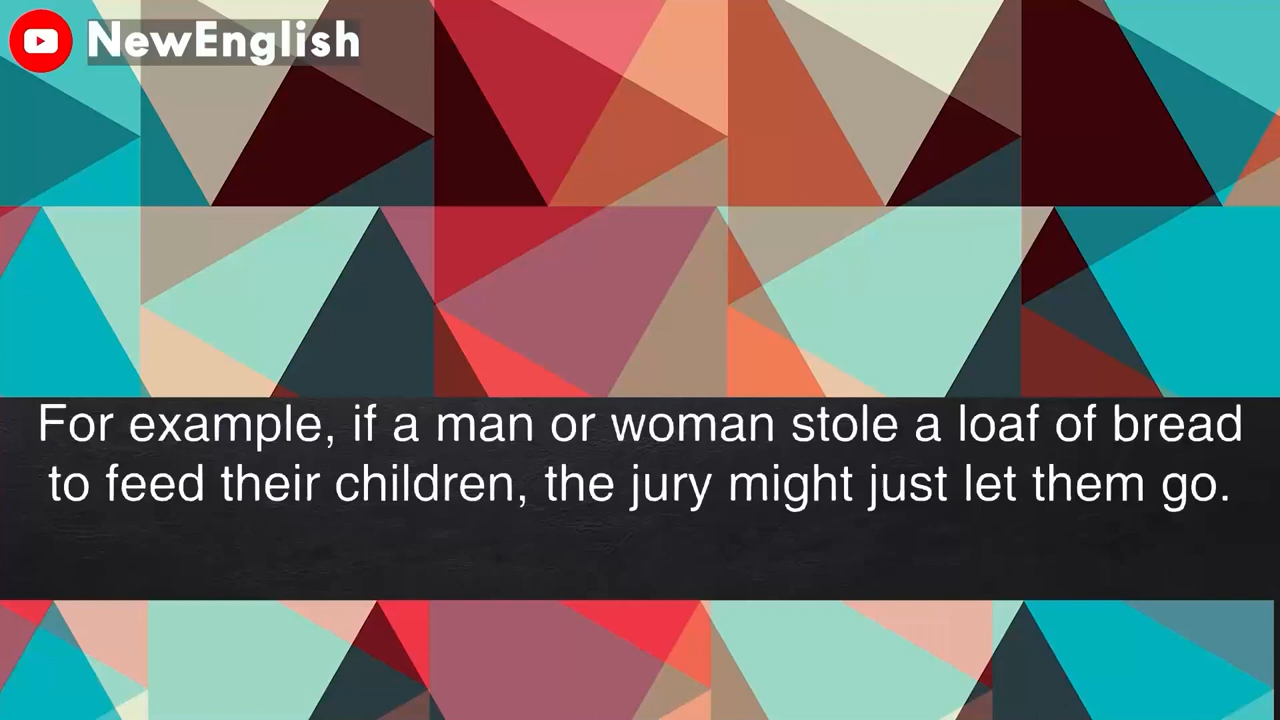 NewEnglish
For example, if a man or woman stole a loaf of bread
to feed their children, the jury might just let them go.